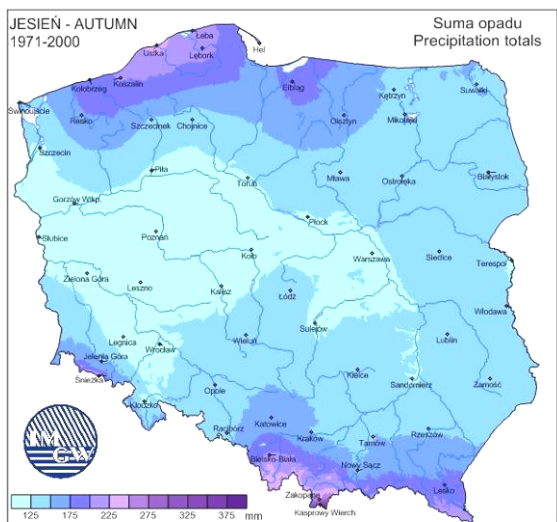 JESIEŃ - AUTUMN
1971-2000
Suma opadu
Precipitation totals
Łeba
Ustka
Lębork
Hel
Koszalin
Kołobrzeg
Elbląg
Kętrzyn
Suwałki
Świnoujście
Resko
Szczecinek
Chojnice
Olsztyn
Mikołajki
Szczecin
Piła
Toruń
Mława
Ostrołęka
Białystok
Gorzów Wlkp.
Płock
Słubice
Poznań
Koło
Warszawa
Siedlce
Terespol
Zielona Góra
Leszno
Kalisz
Łódź
Włodawa
Legnica
Wrocław
Wieluń
Sulejów
Lublin
Jelenia Góra
Śnieżka
Opole
Kielce
Sandomierz
Zamość
Kłodzko
Racibórz
Katowice
Kraków
Tarnów
Rzeszów
Bielsko-Biała
Nowy Sącz
Lesko
Zakopane
Kasprowy Wierch
IM
GW
125 175 225 275 325 375 mm